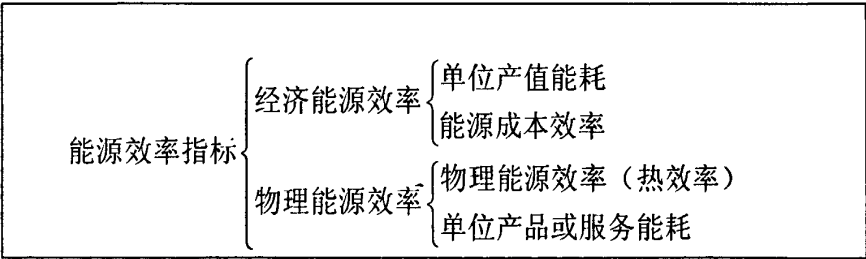 单位产值能耗
经济能源效率
能源成本效率
能源效率指标
物理能源效率（热效率）
物理能源效率
单位产品或服务能耗